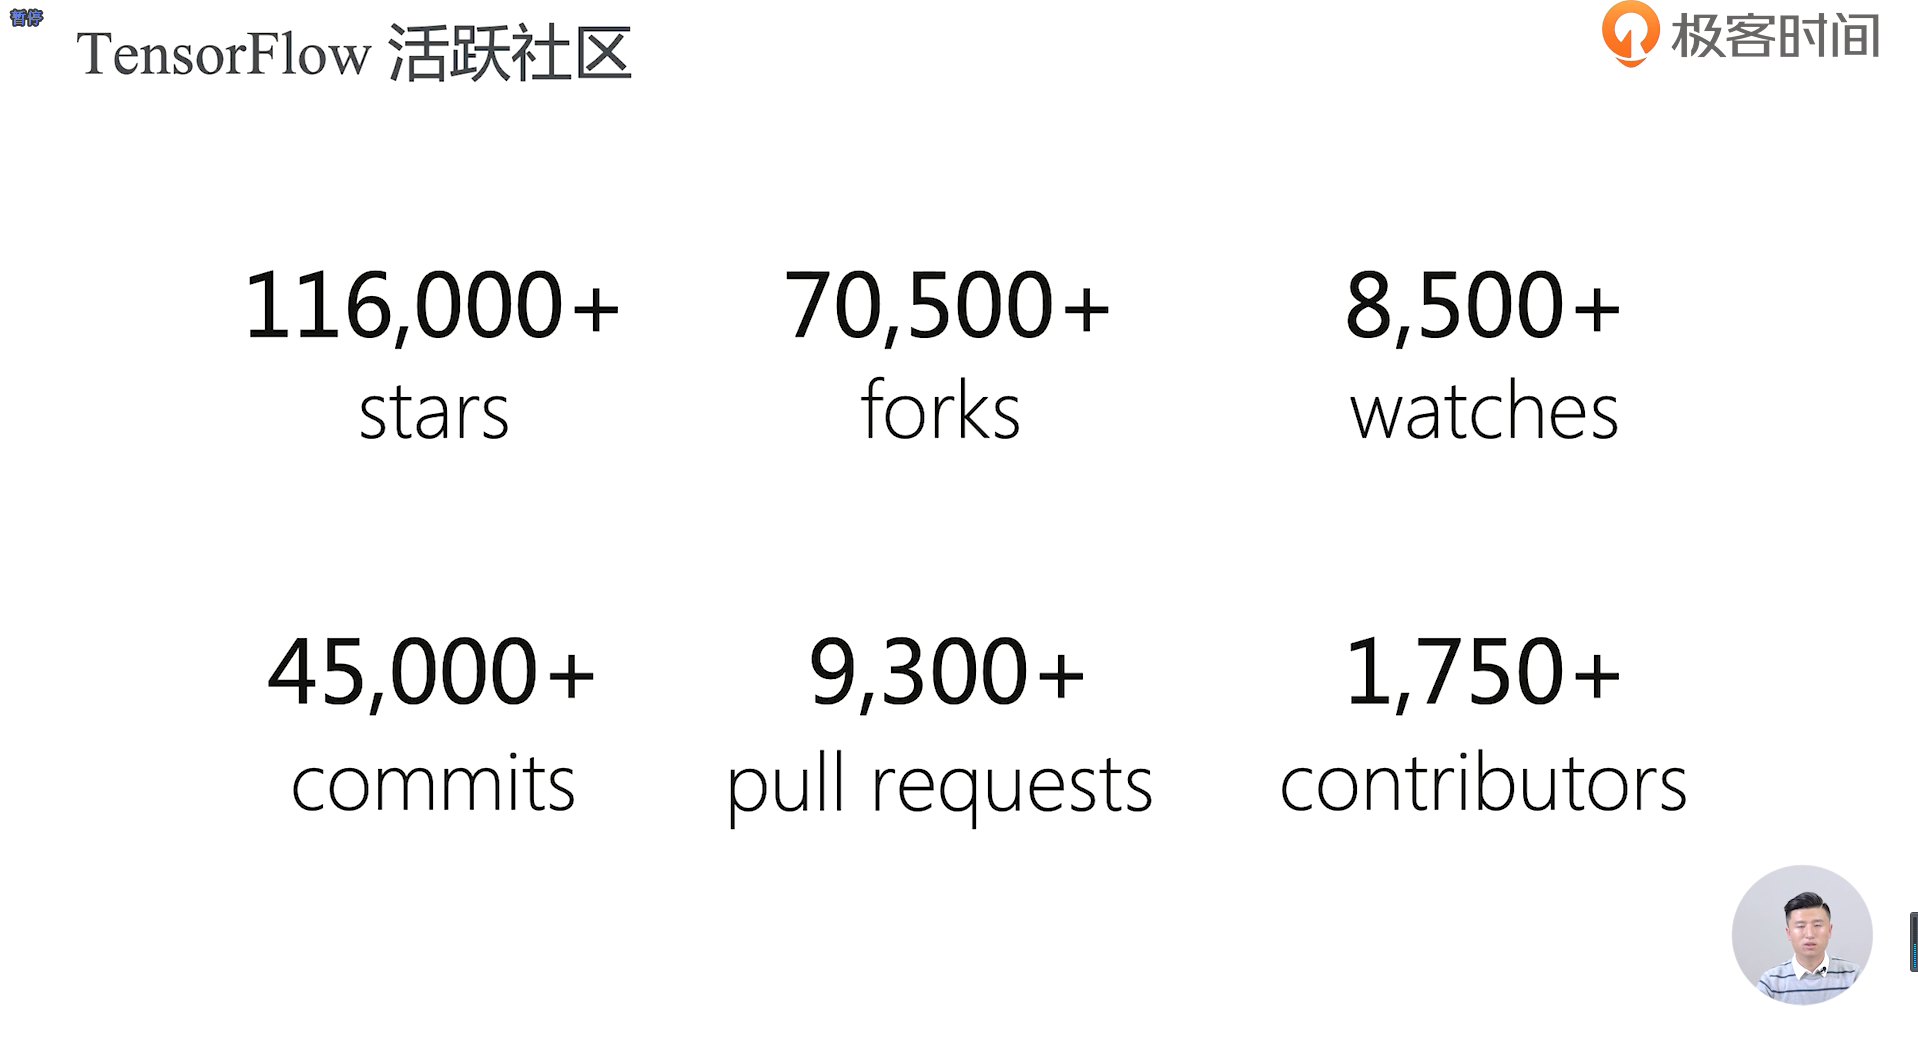 暂停
TensorFlow 活跃社区
极客时间
116,000+
stars
70,500+
forks
8,500+
watches
45,000+
commits
9,300+
pull requests
1,750+
contributors